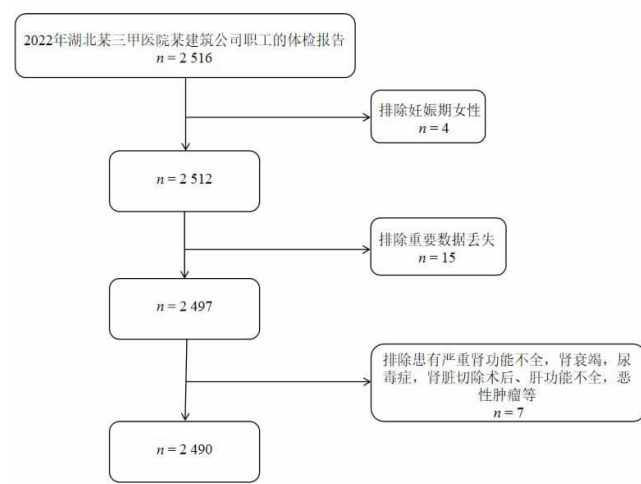 2022年湖北某三甲医院某建筑公司职工的体检报告
n = 2 516
排除妊娠期女性
n = 4
n = 2 512
排除重要数据丢失
n = 15
n = 2 497
排除患有严重肾功能不全，肾衰竭，尿
毒症，肾脏切除术后、肝功能不全，恶
性肿瘤等
n = 7
n = 2 490